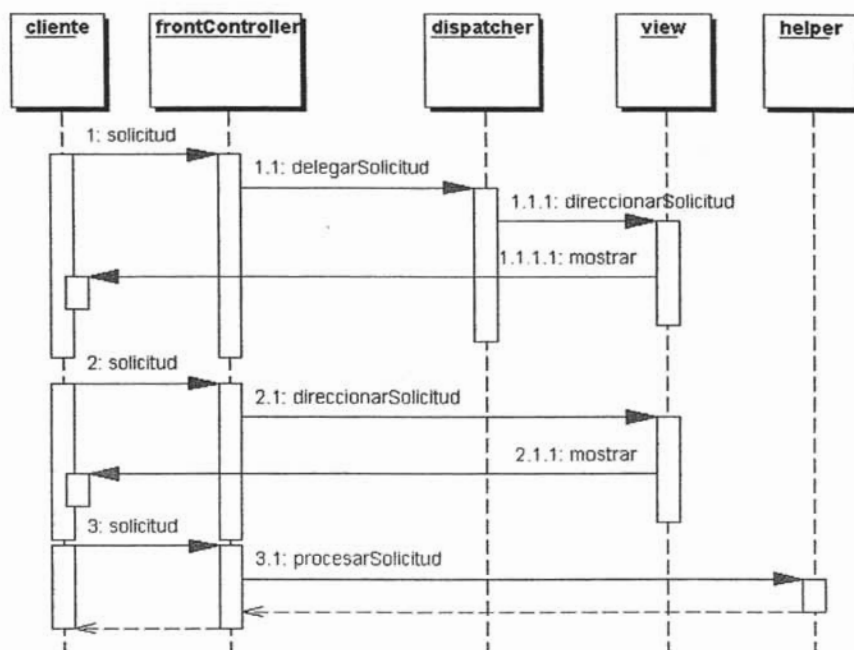 cliente
frontController
dispatcher
view
helper
1: solicitud
1.1: delegarSolicitud
1.1.1: direccionarSolicitud
1.1.1.1: mostrar
2: solicitud
2.1: direccionarSolicitud
2.1.1: mostrar
3: solicitud
3.1: procesarSolicitud